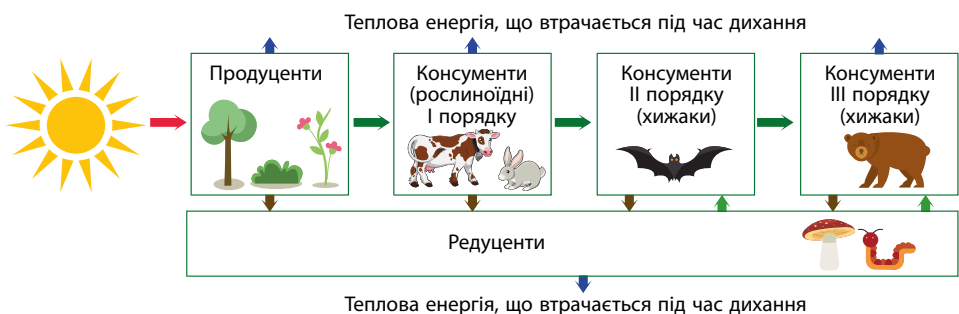 Теплова енергія, що втрачається під час дихання
Продуценти
Консументи
(рослиноїдні)
І порядку
Консументи
ІІ порядку
(хижаки)
Консументи
ІІІ порядку
(хижаки)
Редуценти
Теплова енергія, що втрачається під час дихання